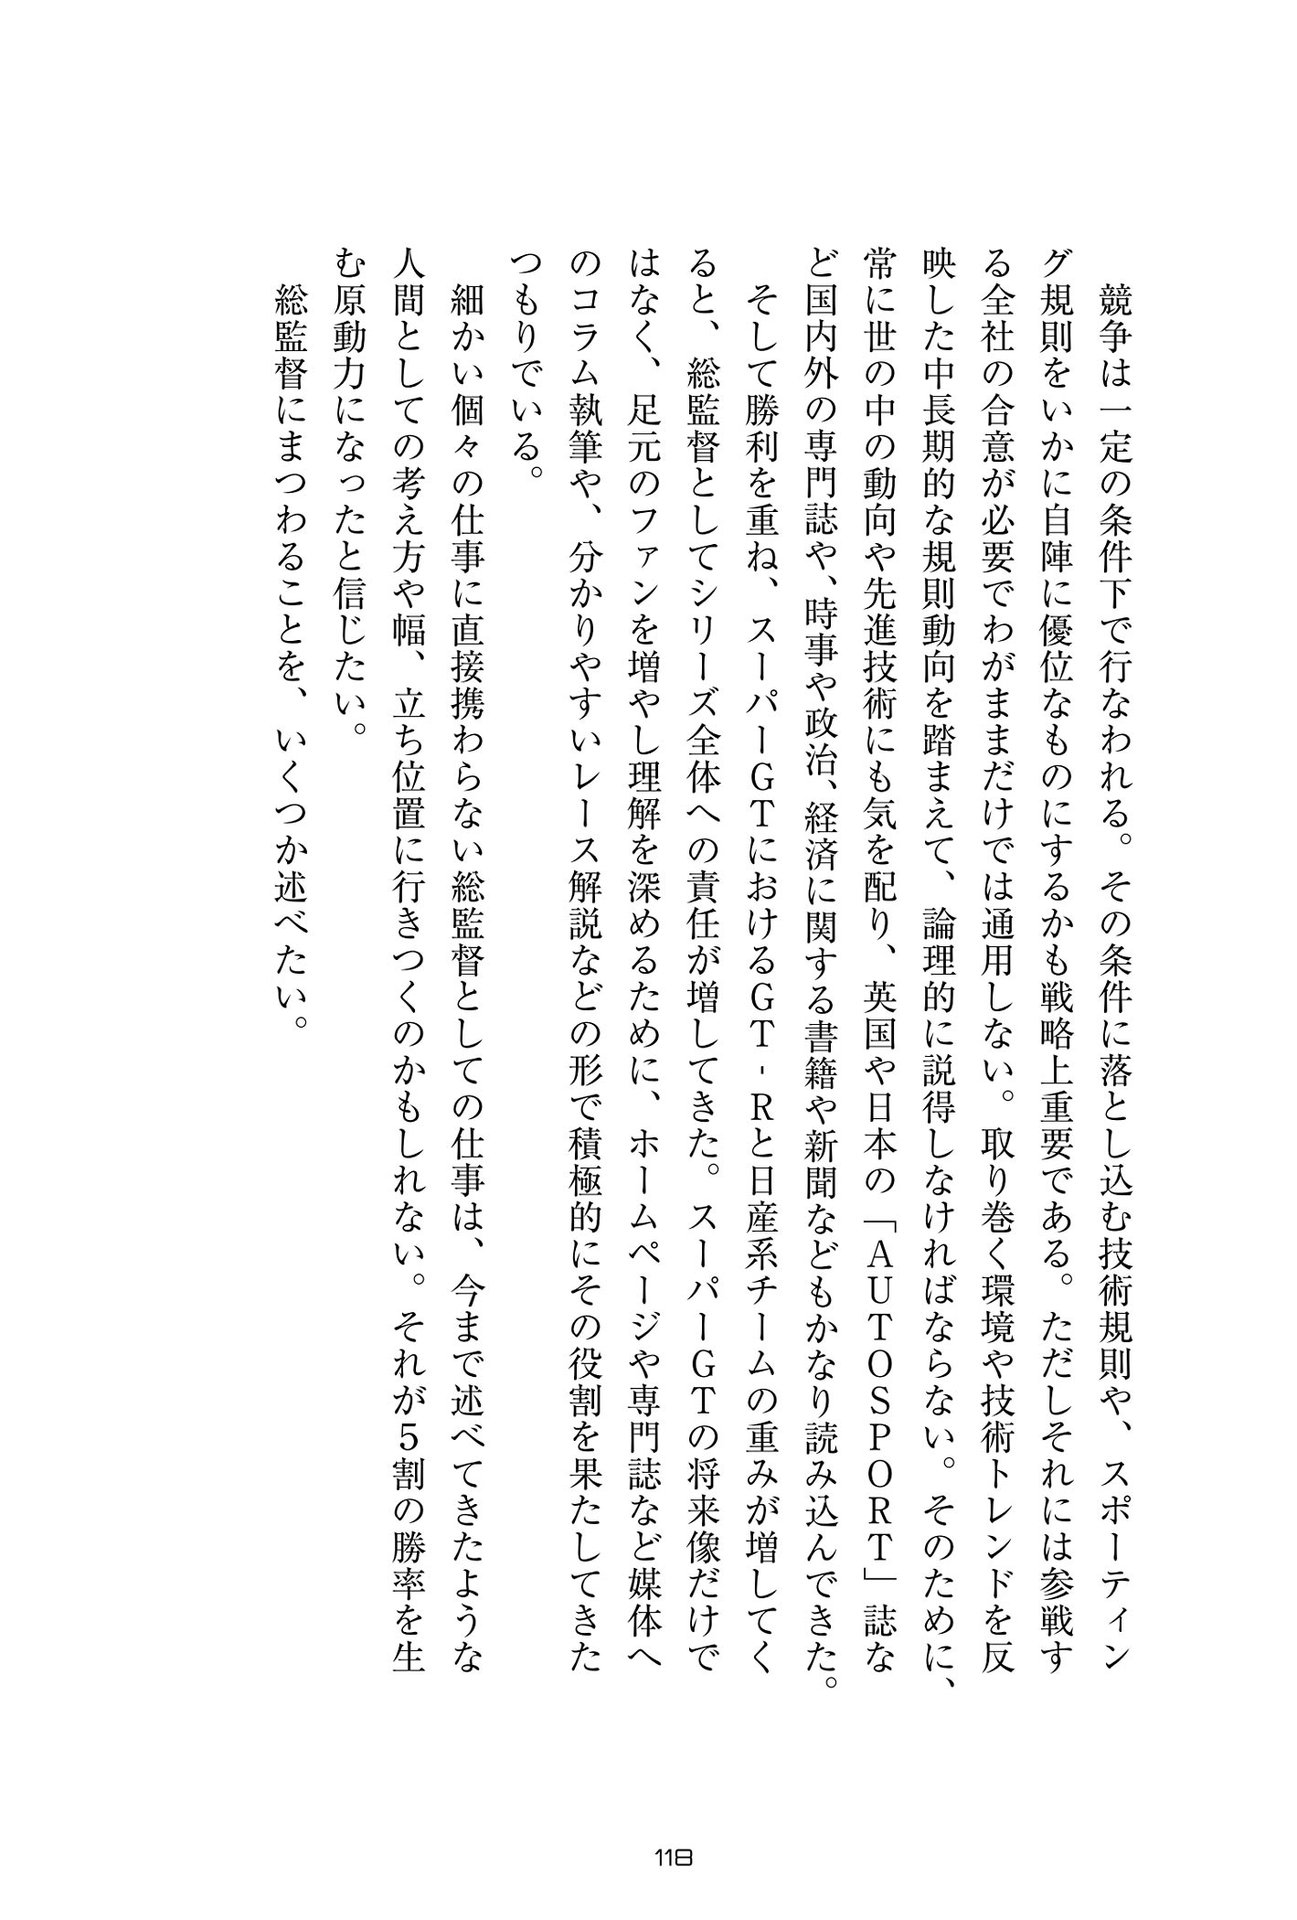 競争は一定の条件下で行なわれる。その条件に落とし込む技術規則や、スポーティン
グ規則をいかに自陣に優位なものにするかも戦略上重要である。ただしそれには参戦す
る全社の合意が必要でわがままだけでは通用しない。取り巻く環境や技術トレンドを反
映した中長期的な規則動向を踏まえて、論理的に説得しなければならない。そのために、
常に世の中の動向や先進技術にも気を配り、英国や日本の「ＡＵＴＯＳＰＯＲＴ」誌な
ど国内外の専門誌や、時事や政治、経済に関する書籍や新聞などもかなり読み込んできた。
そして勝利を重ね、スーパーＧＴにおけるＧＴ-Ｒと日産系チームの重みが増してく
ると、総監督としてシリーズ全体への責任が増してきた。スーパーＧＴの将来像だけで
はなく、足元のファンを増やし理解を深めるために、ホームページや専門誌など媒体へ
のコラム執筆や、分かりやすいレース解説などの形で積極的にその役割を果たしてきた
つもりでいる。
細かい個々の仕事に直接携わらない総監督としての仕事は、今まで述べてきたような
人間としての考え方や幅、立ち位置に行きつくのかもしれない。それが５割の勝率を生
む原動力になったと信じたい。
総監督にまつわることを、いくつか述べたい。
118